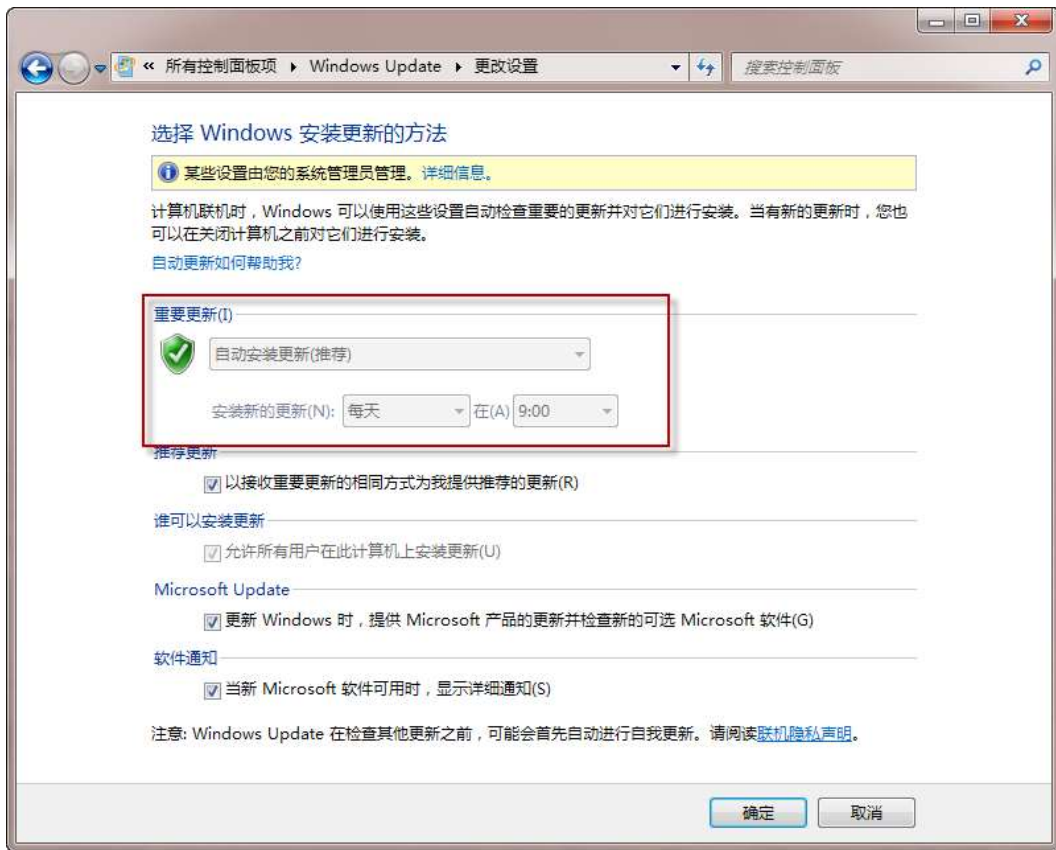 « 所有控制面板项 ▸ Windows Update ▸ 更改设置
搜索控制面板
选择 Windows 安装更新的方法
某些设置由您的系统管理员管理。详细信息。
计算机联机时，Windows 可以使用这些设置自动检查重要的更新并对它们进行安装。当有新的更新时，您也
可以在关闭计算机之前对它们进行安装。
自动更新如何帮助我?
重要更新(I)
自动安装更新(推荐)
安装新的更新(N): 每天 在(A) 9:00
推荐更新
以接收重要更新的相同方式为我提供推荐的更新(R)
谁可以安装更新
允许所有用户在此计算机上安装更新(U)
Microsoft Update
更新 Windows 时，提供 Microsoft 产品的更新并检查新的可选 Microsoft 软件(G)
软件通知
当新 Microsoft 软件可用时，显示详细通知(S)
注意: Windows Update 在检查其他更新之前，可能会首先自动进行自我更新。请阅读联机隐私声明。
确定 取消